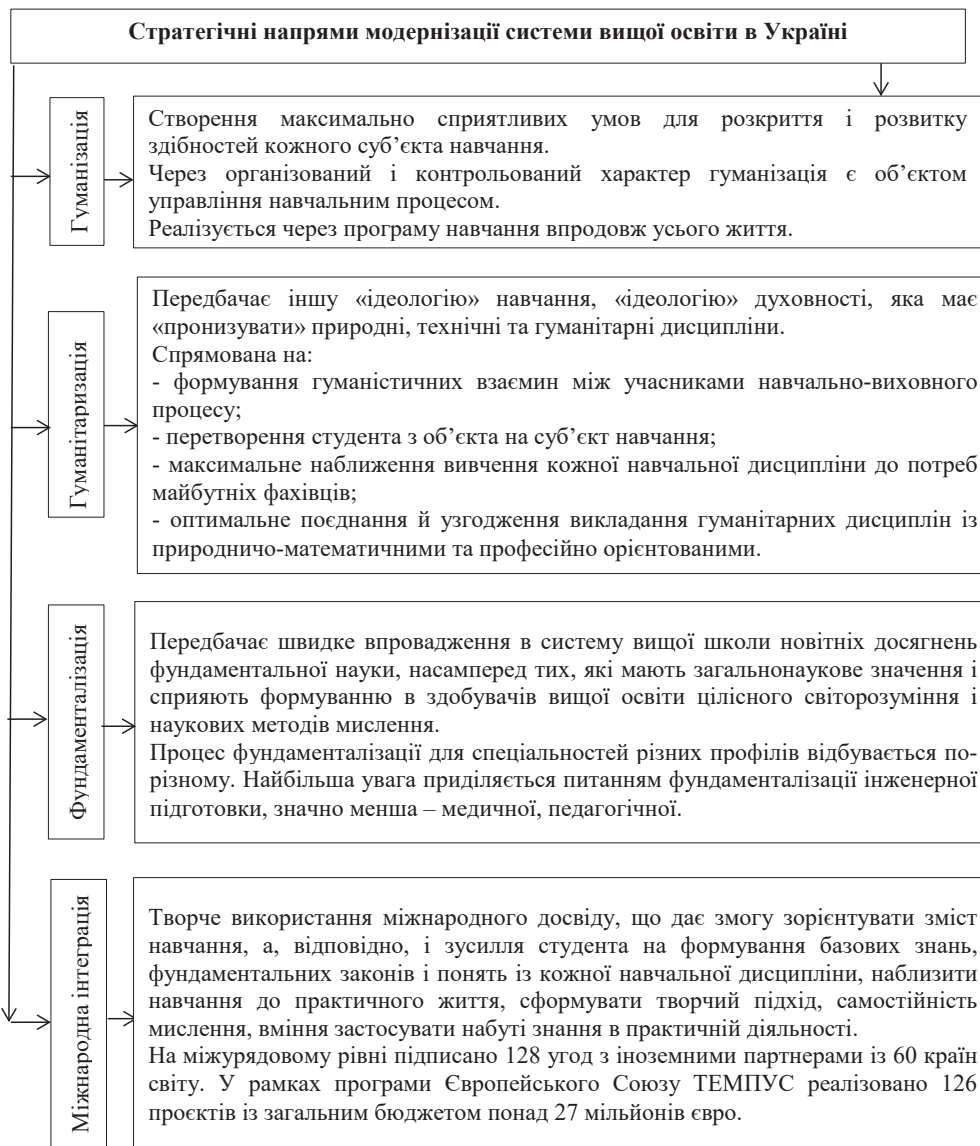 Стратегічні напрями модернізації системи вищої освіти в Україні
Гуманізація
Створення максимально сприятливих умов для розкриття і розвитку
здібностей кожного суб’єкта навчання.
Через організований і контрольований характер гуманізація є об’єктом
управління навчальним процесом.
Реалізується через програму навчання впродовж усього життя.
Гуманітаризація
Передбачає іншу «ідеологію» навчання, «ідеологію» духовності, яка має
«пронизувати» природні, технічні та гуманітарні дисципліни.
Спрямована на:
- формування гуманістичних взаємин між учасниками навчально-виховного
процесу;
- перетворення студента з об’єкта на суб’єкт навчання;
- максимальне наближення вивчення кожної навчальної дисципліни до потреб
майбутніх фахівців;
- оптимальне поєднання й узгодження викладання гуманітарних дисциплін із
природничо-математичними та професійно орієнтованими.
Фундаменталізація
Передбачає швидке впровадження в систему вищої школи новітніх досягнень
фундаментальної науки, насамперед тих, які мають загальнонаукове значення і
сприяють формуванню в здобувачів вищої освіти цілісного світорозуміння і
наукових методів мислення.
Процес фундаменталізації для спеціальностей різних профілів відбувається по-
різному. Найбільша увага приділяється питанням фундаменталізації інженерної
підготовки, значно менша – медичної, педагогічної.
Міжнародна інтеграція
Творче використання міжнародного досвіду, що дає змогу зорієнтувати зміст
навчання, а, відповідно, і зусилля студента на формування базових знань,
фундаментальних законів і понять із кожної навчальної дисципліни, наблизити
навчання до практичного життя, сформувати творчий підхід, самостійність
мислення, вміння застосувати набуті знання в практичній діяльності.
На міжурядовому рівні підписано 128 угод з іноземними партнерами із 60 країн
світу. У рамках програми Європейського Союзу ТЕМПУС реалізовано 126
проєктів із загальним бюджетом понад 27 мільйонів євро.